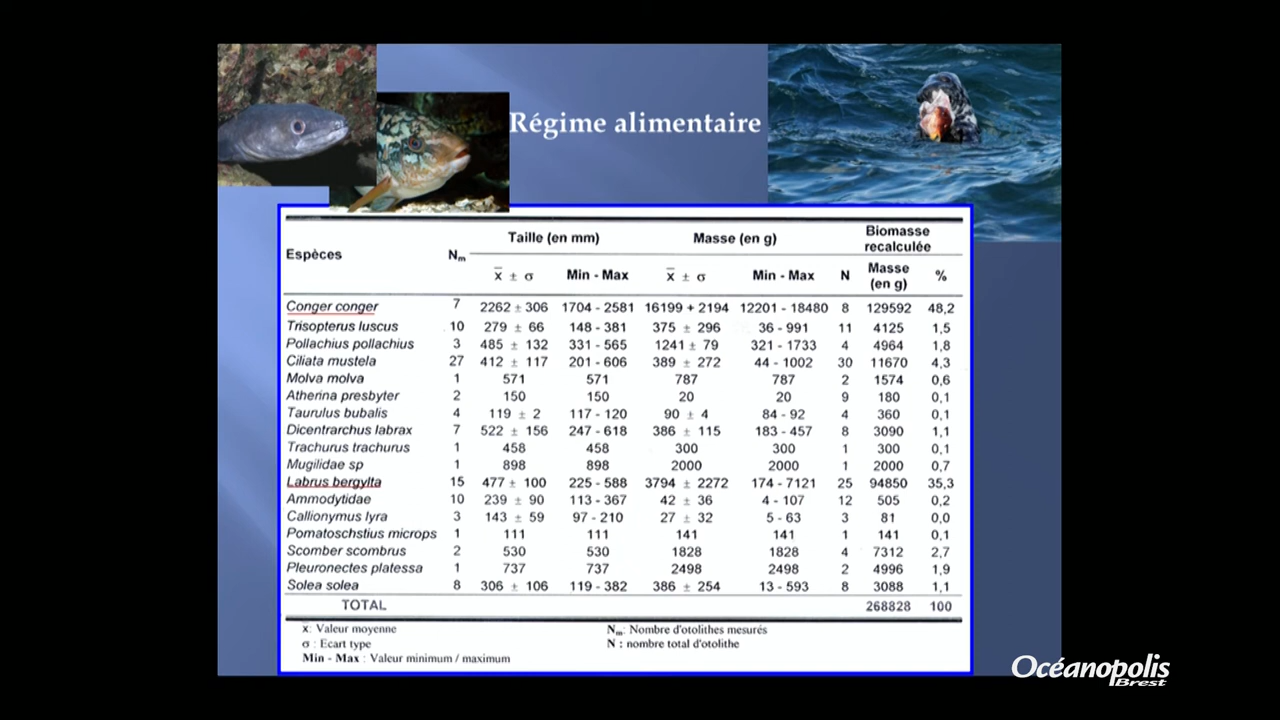 Régime alimentaire
Espèces Nm Taille (en mm) Masse (en g) Biomasse recalculée
x̄ ± σ Min - Max x̄ ± σ Min - Max N Masse (en g) %
Conger conger 7 2262 ± 306 1704 - 2581 16199 + 2194 12201 - 18480 8 129592 48,2
Trisopterus luscus 10 279 ± 66 148 - 381 375 ± 296 36 - 991 11 4125 1,5
Pollachius pollachius 3 485 ± 132 331 - 565 1241 ± 79 321 - 1733 4 4964 1,8
Ciliata mustela 27 412 ± 117 201 - 606 389 ± 272 44 - 1002 30 11670 4,3
Molva molva 1 571 571 787 787 2 1574 0,6
Atherina presbyter 2 150 150 20 20 9 180 0,1
Taurulus bubalis 4 119 ± 2 117 - 120 90 ± 4 84 - 92 4 360 0,1
Dicentrarchus labrax 7 522 ± 156 247 - 618 386 ± 115 183 - 457 8 3090 1,1
Trachurus trachurus 1 458 458 300 300 1 300 0,1
Mugilidae sp 1 898 898 2000 2000 1 2000 0,7
Labrus bergylta 15 477 ± 100 225 - 588 3794 ± 2272 174 - 7121 25 94850 35,3
Ammodytidae 10 239 ± 90 113 - 367 42 ± 36 4 - 107 12 505 0,2
Callionymus lyra 3 143 ± 59 97 - 210 27 ± 32 5 - 63 3 81 0,0
Pomatoschstius microps 1 111 111 141 141 1 141 0,1
Scomber scombrus 2 530 530 1828 1828 4 7312 2,7
Pleuronectes platessa 1 737 737 2498 2498 2 4996 1,9
Solea solea 8 306 ± 106 119 - 382 386 ± 254 13 - 593 8 3088 1,1
TOTAL 268828 100
x̄: Valeur moyenne Nm: Nombre d'otolithes mesurés
σ : Ecart type N : nombre total d'otolithe
Min - Max : Valeur minimum / maximum
Océanopolis
Brest